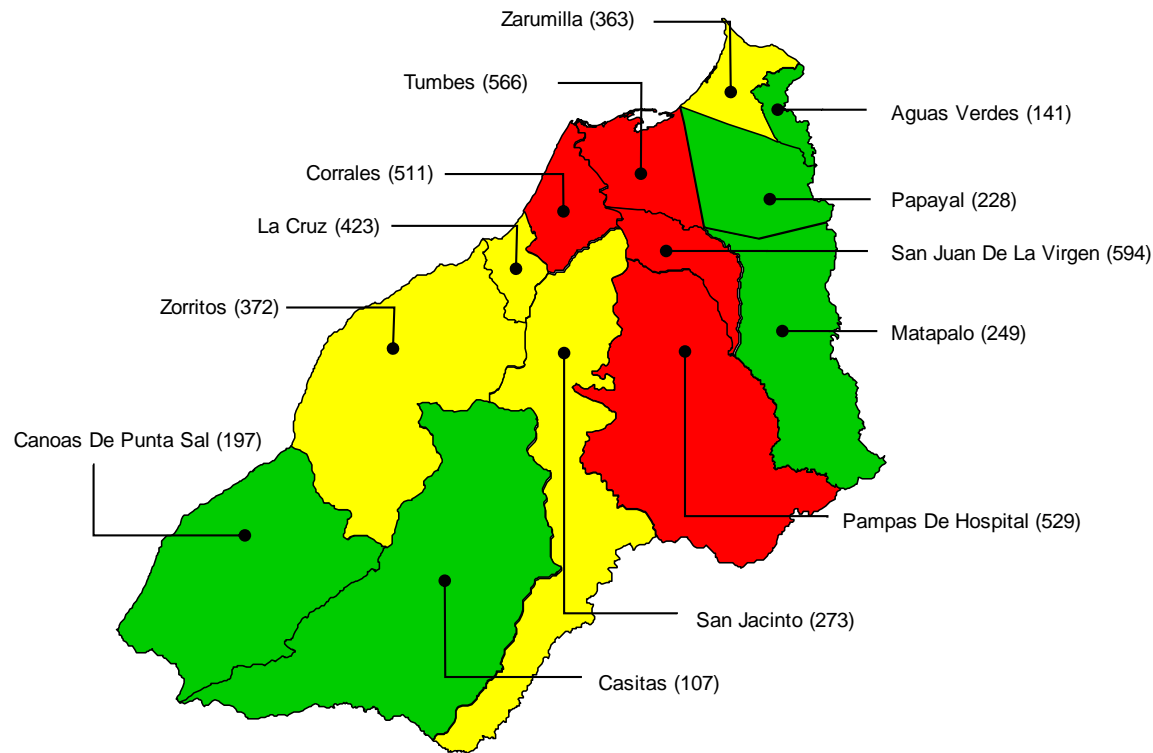 Zarumilla (363)
Tumbes (566)
Aguas Verdes (141)
Corrales (511)
Papayal (228)
La Cruz (423)
San Juan De La Virgen (594)
Zorritos (372)
Matapalo (249)
Canoas De Punta Sal (197)
Pampas De Hospital (529)
San Jacinto (273)
Casitas (107)